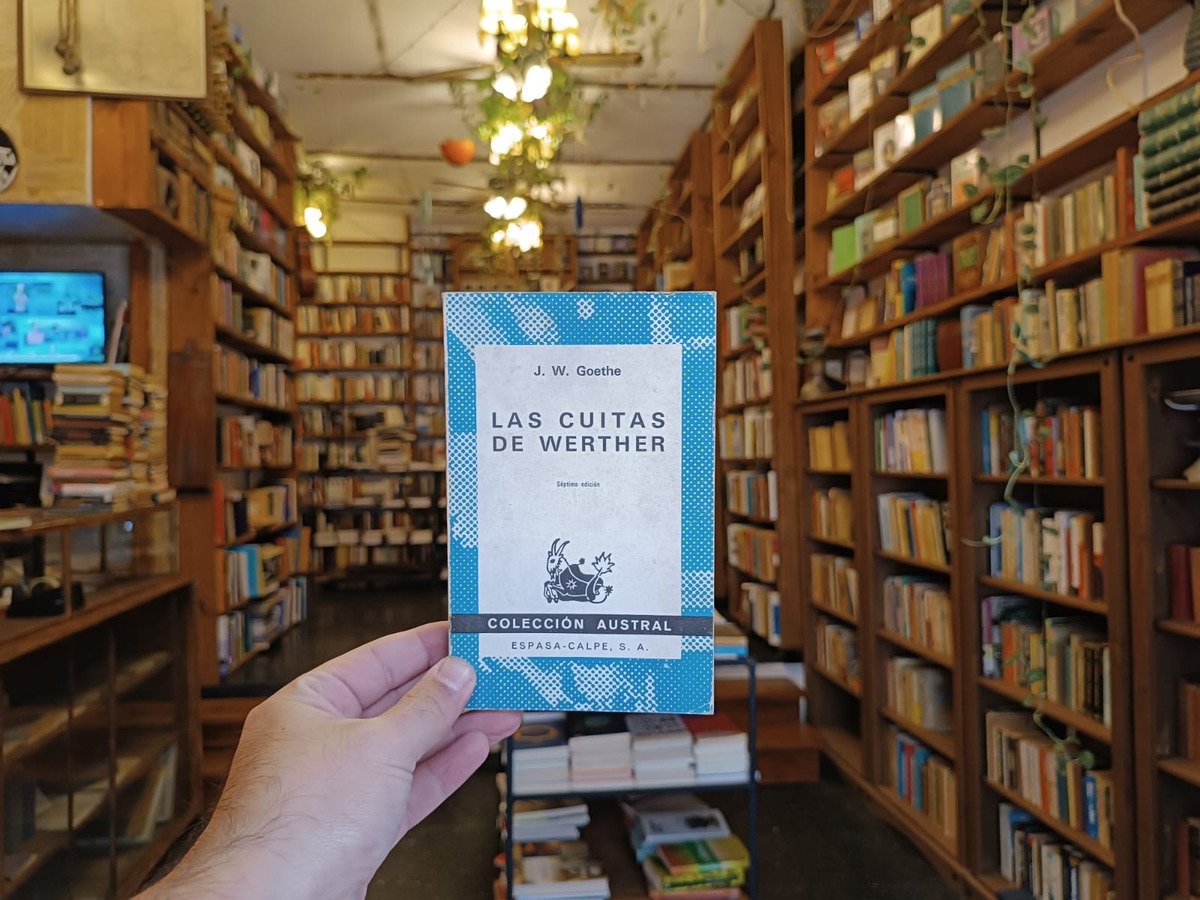 J. W. Goethe
LAS CUITAS
DE WERTHER
Séptima edición
COLECCIÓN AUSTRAL
ESPASA-CALPE, S. A.